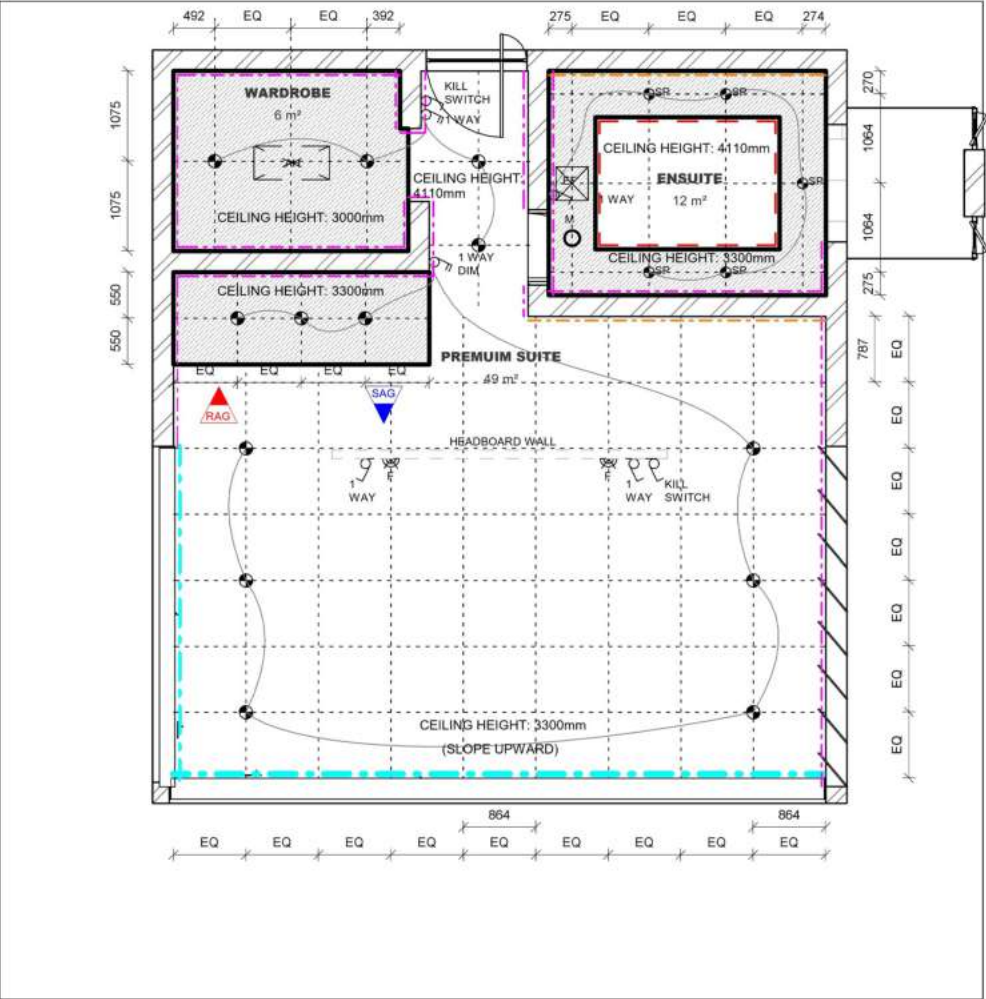 492 EQ EQ 392
275 EQ EQ EQ 274
WARDROBE
6 m²
CEILING HEIGHT: 3000mm
1075
1075
KILL
SWITCH
1 WAY
CEILING HEIGHT:
4110mm
1 WAY
DIM
SR
SR
SR
CEILING HEIGHT: 4110mm
ENSUITE
12 m²
1 WAY
M
CEILING HEIGHT: 3300mm
SR
SR
270
1064
1064
275
550
550
CEILING HEIGHT: 3300mm
EQ EQ EQ EQ
PREMUIM SUITE
49 m²
RAG
SAG
787
HEADBOARD WALL
1
WAY
F
F
1
WAY
KILL
SWITCH
EQ
EQ
EQ
EQ
EQ
EQ
EQ
CEILING HEIGHT: 3300mm
(SLOPE UPWARD)
864 864
EQ EQ EQ EQ EQ EQ EQ EQ EQ